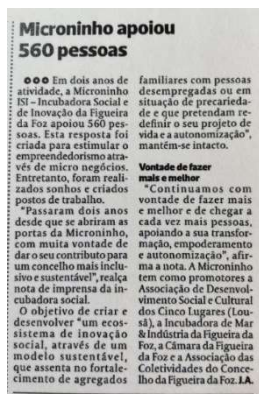 Microninho apoiou
560 pessoas
Em dois anos de
atividade, a Microninho
ISI – Incubadora Social e
de Inovação da Figueira
da Foz apoiou 560 pes-
soas. Esta resposta foi
criada para estimular o
empreendedorismo atra-
vés de micro negócios.
Entretanto, foram reali-
zados sonhos e criados
postos de trabalho.
"Passaram dois anos
desde que se abriram as
portas da Microninho,
com muita vontade de
dar o seu contributo para
um concelho mais inclu-
sivo e sustentável", realça
nota de imprensa da in-
cubadora social.
O objetivo de criar e
desenvolver "um ecos-
sistema de inovação
social, através de um
modelo sustentável,
que assenta no fortale-
cimento de agregados
familiares com pessoas
desempregadas ou em
situação de precarieda-
de e que pretendam re-
definir o seu projeto de
vida e a autonomização",
mantém-se intacto.
Vontade de fazer
mais e melhor
"Continuamos com
vontade de fazer mais
e melhor e de chegar a
cada vez mais pessoas,
apoiando a sua transfor-
mação, empoderamento
e autonomização", afir-
ma a nota. A Microninho
tem como promotores a
Associação de Desenvol-
vimento Social e Cultural
dos Cinco Lugares (Lou-
sã), a Incubadora de Mar
& Indústria da Figueira da
Foz, a Câmara da Figueira
da Foz e a Associação das
Coletividades do Conce-
lho da Figueira da Foz. J.A.